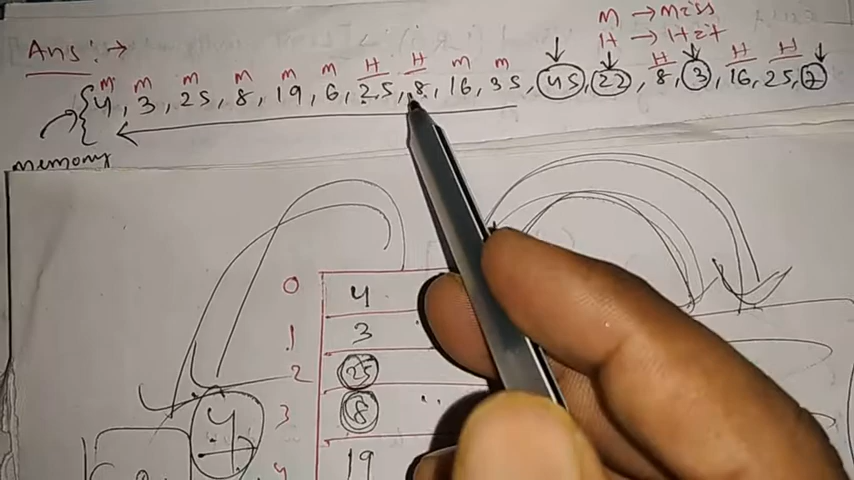 M → Miss
H → Hit
Ans :→
M M M M M M H H M M H H H
{ 4, 3, 25, 8, 19, 6, 25, 8, 16, 35, 45, 22, 8, 3, 16, 25, 7
memory
0 4
1 3
2 25
3 8
4 19
4